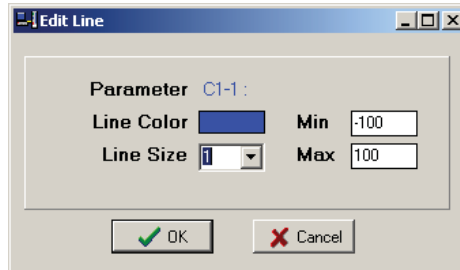 Edit Line
Parameter C1-1 :
Line Color Min -100
Line Size 1 Max 100
OK Cancel